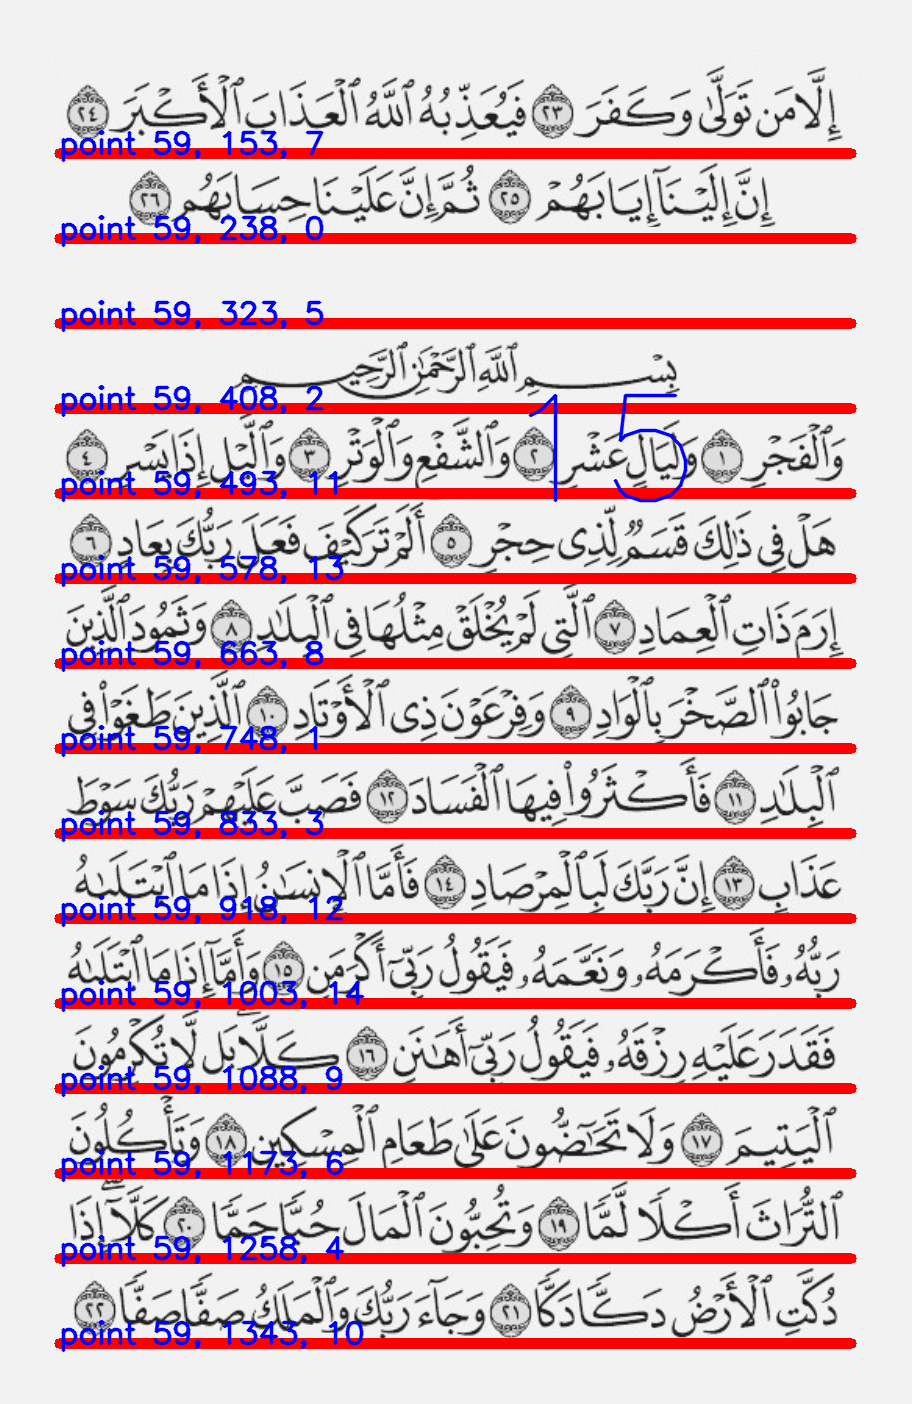 إِلَّا مَن تَوَلَّىٰ وَكَفَرَ ٢٣ فَيُعَذِّبُهُ ٱللَّهُ ٱلْعَذَابَ ٱلْأَكْبَرَ ٢٤
point 59, 153, 7
إِنَّ إِلَيْنَآ إِيَابَهُمْ ٢٥ ثُمَّ إِنَّ عَلَيْنَا حِسَابَهُم ٢٦
point 59, 238, 0
point 59, 323, 5
بِسْمِ ٱللَّهِ ٱلرَّحْمَٰنِ ٱلرَّحِيمِ
point 59, 408, 2
15
وَٱلْفَجْرِ ١ وَلَيَالٍ عَشْرٍ ٢ وَٱلشَّفْعِ وَٱلْوَتْرِ ٣ وَٱلَّيْلِ إِذَا يَسْرِ ٤
point 59, 493, 11
هَلْ فِى ذَٰلِكَ قَسَمٌ لِّذِى حِجْرٍ ٥ أَلَمْ تَرَ كَيْفَ فَعَلَ رَبُّكَ بِعَادٍ ٦
point 59, 578, 13
إِرَمَ ذَاتِ ٱلْعِمَادِ ٧ ٱلَّتِى لَمْ يُخْلَقْ مِثْلُهَا فِى ٱلْبِلَٰدِ ٨ وَثَمُودَ ٱلَّذِينَ
point 59, 663, 8
جَابُوا۟ ٱلصَّخْرَ بِٱلْوَادِ ٩ وَفِرْعَوْنَ ذِى ٱلْأَوْتَادِ ١٠ ٱلَّذِينَ طَغَوْا۟ فِى
point 59, 748, 1
ٱلْبِلَٰدِ ١١ فَأَكْثَرُوا۟ فِيهَا ٱلْفَسَادَ ١٢ فَصَبَّ عَلَيْهِمْ رَبُّكَ سَوْطَ
point 59, 833, 3
عَذَابٍ ١٣ إِنَّ رَبَّكَ لَبِٱلْمِرْصَادِ ١٤ فَأَمَّا ٱلْإِنسَٰنُ إِذَا مَا ٱبْتَلَىٰهُ
point 59, 918, 12
رَبُّهُۥ فَأَكْرَمَهُۥ وَنَعَّمَهُۥ فَيَقُولُ رَبِّىٓ أَكْرَمَنِ ١٥ وَأَمَّآ إِذَا مَا ٱبْتَلَىٰهُ
point 59, 1003, 14
فَقَدَرَ عَلَيْهِ رِزْقَهُۥ فَيَقُولُ رَبِّىٓ أَهَٰنَنِ ١٦ كَلَّا ۖ بَل لَّا تُكْرِمُونَ
point 59, 1088, 9
ٱلْيَتِيمَ ١٧ وَلَا تَحَٰٓضُّونَ عَلَىٰ طَعَامِ ٱلْمِسْكِينِ ١٨ وَتَأْكُلُونَ
point 59, 1173, 6
ٱلتُّرَاثَ أَكْلًا لَّمًّا ١٩ وَتُحِبُّونَ ٱلْمَالَ حُبًّا جَمًّا ٢٠ كَلَّآ ۖ إِذَا
point 59, 1258, 4
دُكَّتِ ٱلْأَرْضُ دَكًّا دَكًّا ٢١ وَجَآءَ رَبُّكَ وَٱلْمَلَكُ صَفًّا صَفًّا ٢٢
point 59, 1343, 10